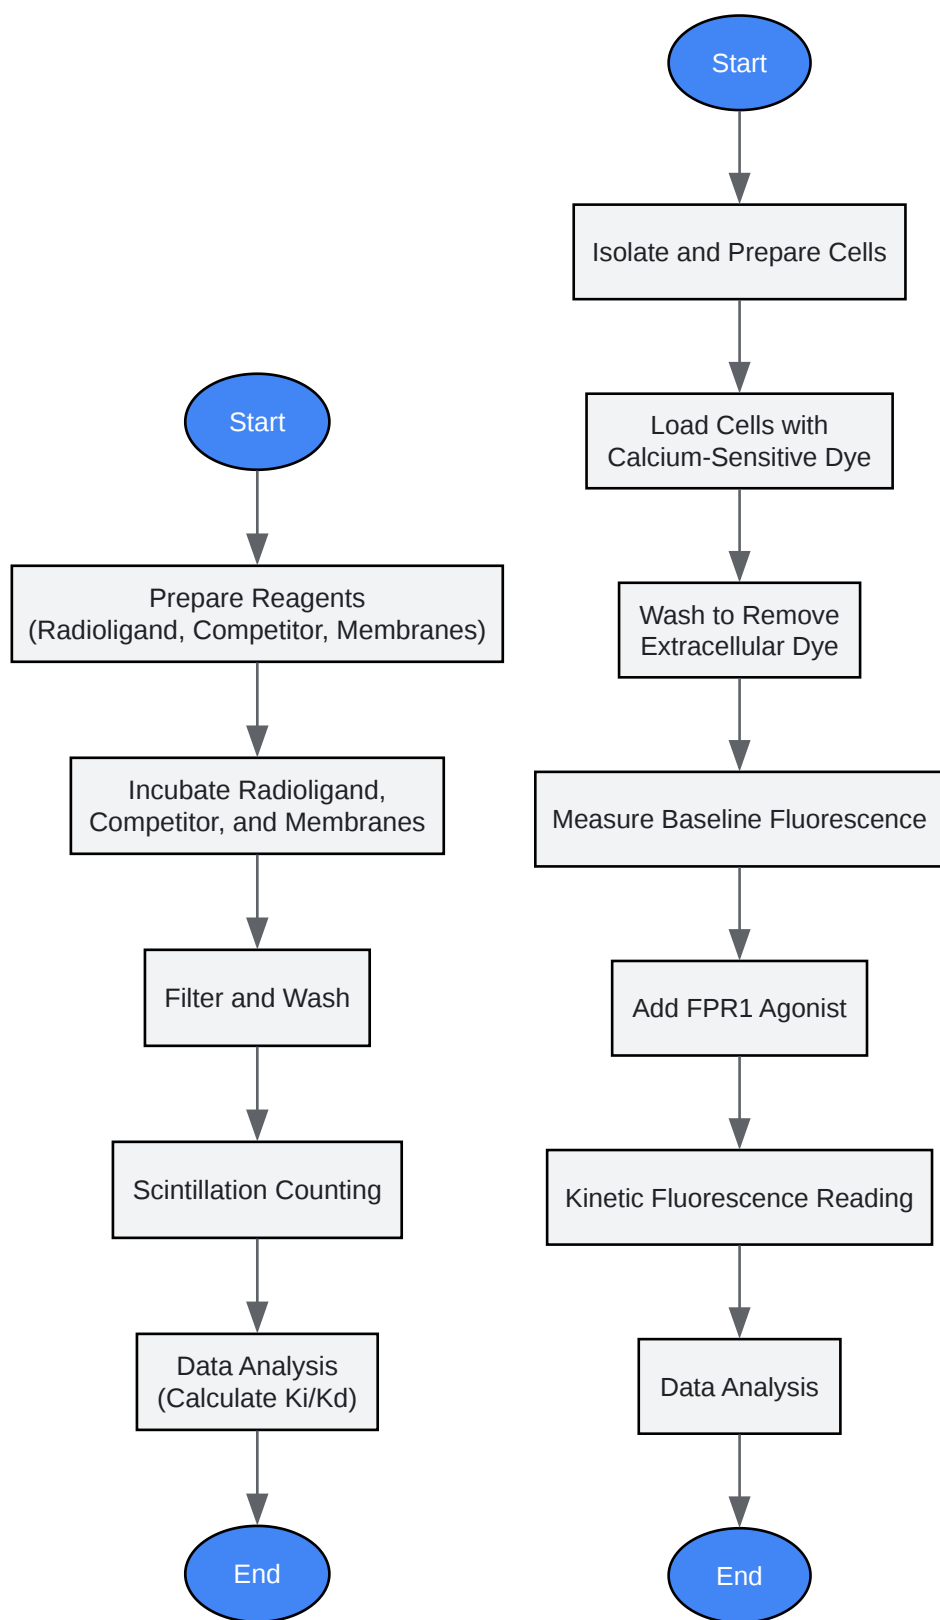 Start
Prepare Reagents
(Radioligand, Competitor, Membranes)
Incubate Radioligand,
Competitor, and Membranes
Filter and Wash
Scintillation Counting
Data Analysis
(Calculate Ki/Kd)
End
Start
Isolate and Prepare Cells
Load Cells with
Calcium-Sensitive Dye
Wash to Remove
Extracellular Dye
Measure Baseline Fluorescence
Add FPR1 Agonist
Kinetic Fluorescence Reading
Data Analysis
End